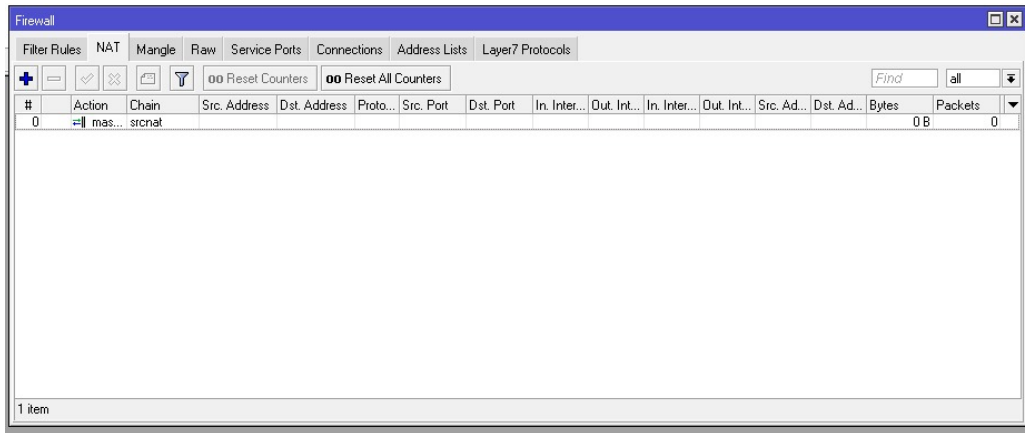 Firewall
Filter Rules NAT Mangle Raw Service Ports Connections Address Lists Layer7 Protocols
00 Reset Counters 00 Reset All Counters Find all
# Action Chain Src. Address Dst. Address Proto... Src. Port Dst. Port In. Inter... Out. Int... In. Inter... Out. Int... Src. Ad... Dst. Ad... Bytes Packets
0 mas... srcnat 0 B 0
1 item